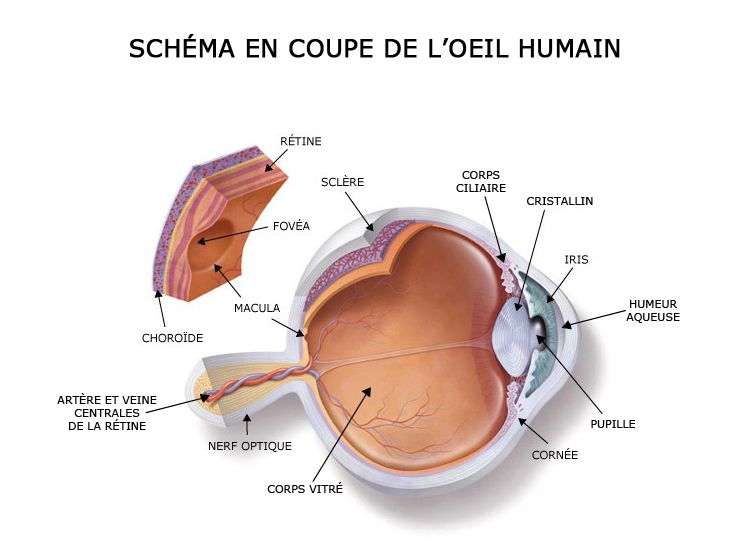 SCHÉMA EN COUPE DE L’OEIL HUMAIN
RÉTINE
SCLÈRE
CORPS
CILIAIRE
CRISTALLIN
FOVÉA
IRIS
MACULA
HUMEUR
AQUEUSE
CHOROÏDE
ARTÈRE ET VEINE
CENTRALES
DE LA RÉTINE
PUPILLE
NERF OPTIQUE
CORNÉE
CORPS VITRÉ